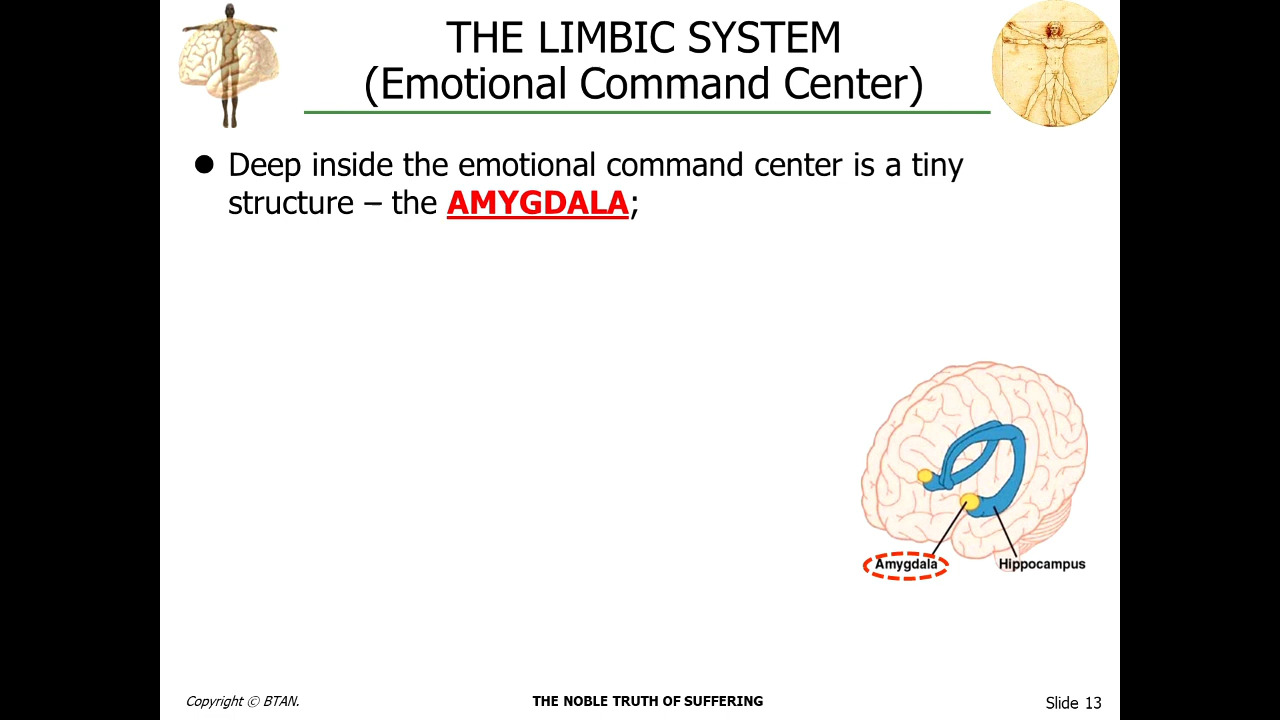 THE LIMBIC SYSTEM
(Emotional Command Center)
● Deep inside the emotional command center is a tiny
structure – the AMYGDALA;
Amygdala
Hippocampus
Copyright © BTAN.
THE NOBLE TRUTH OF SUFFERING
Slide 13